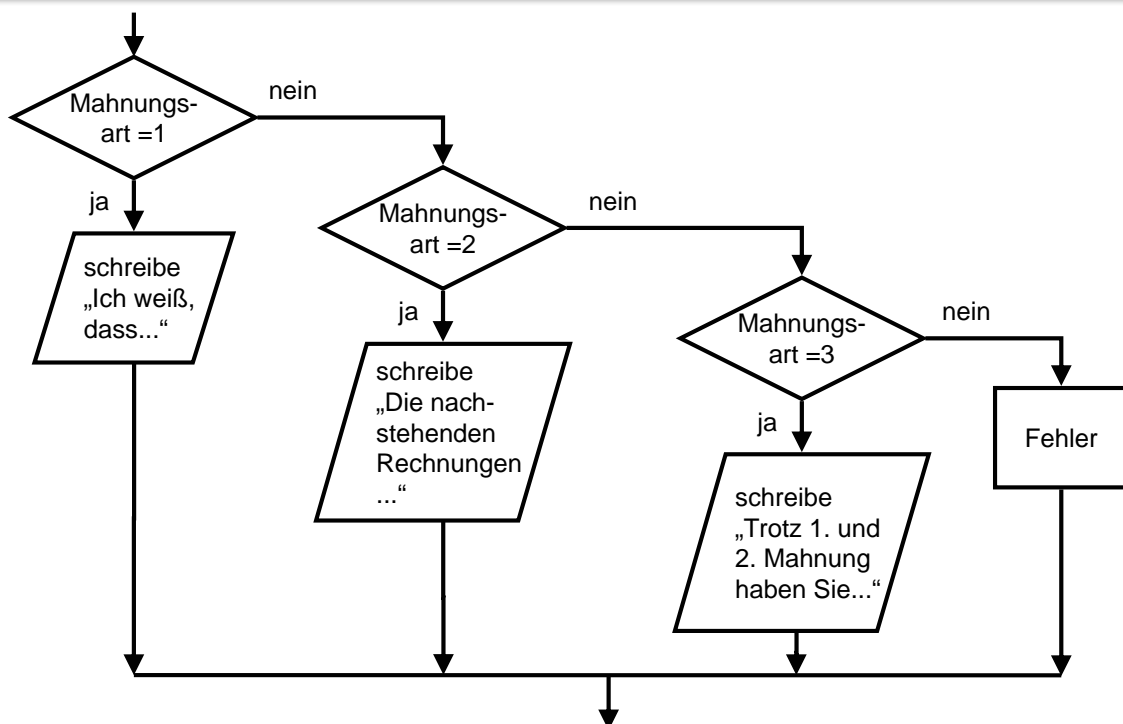 Mahnungs-
art =1
nein
ja
schreibe
„Ich weiß,
dass...“
Mahnungs-
art =2
nein
ja
schreibe
„Die nach-
stehenden
Rechnungen
...“
Mahnungs-
art =3
nein
ja
schreibe
„Trotz 1. und
2. Mahnung
haben Sie...“
Fehler